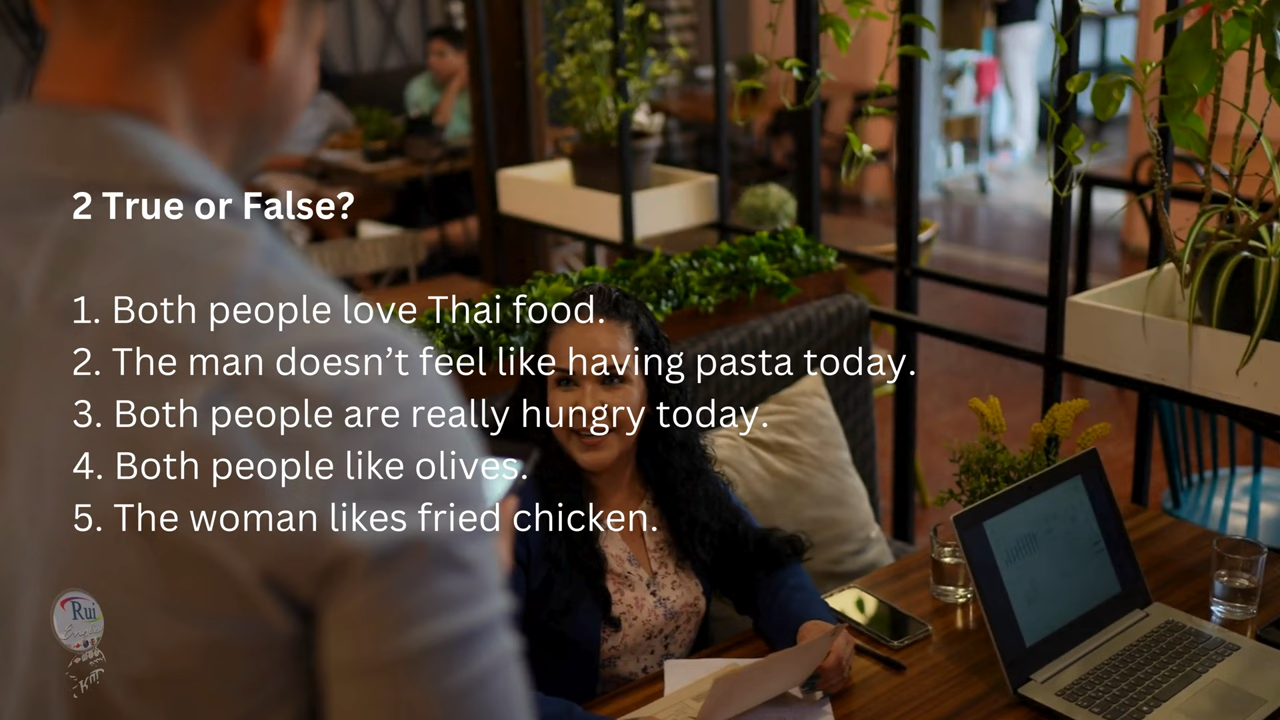 2 True or False?
1. Both people love Thai food.
2. The man doesn’t feel like having pasta today.
3. Both people are really hungry today.
4. Both people like olives.
5. The woman likes fried chicken.
Rui